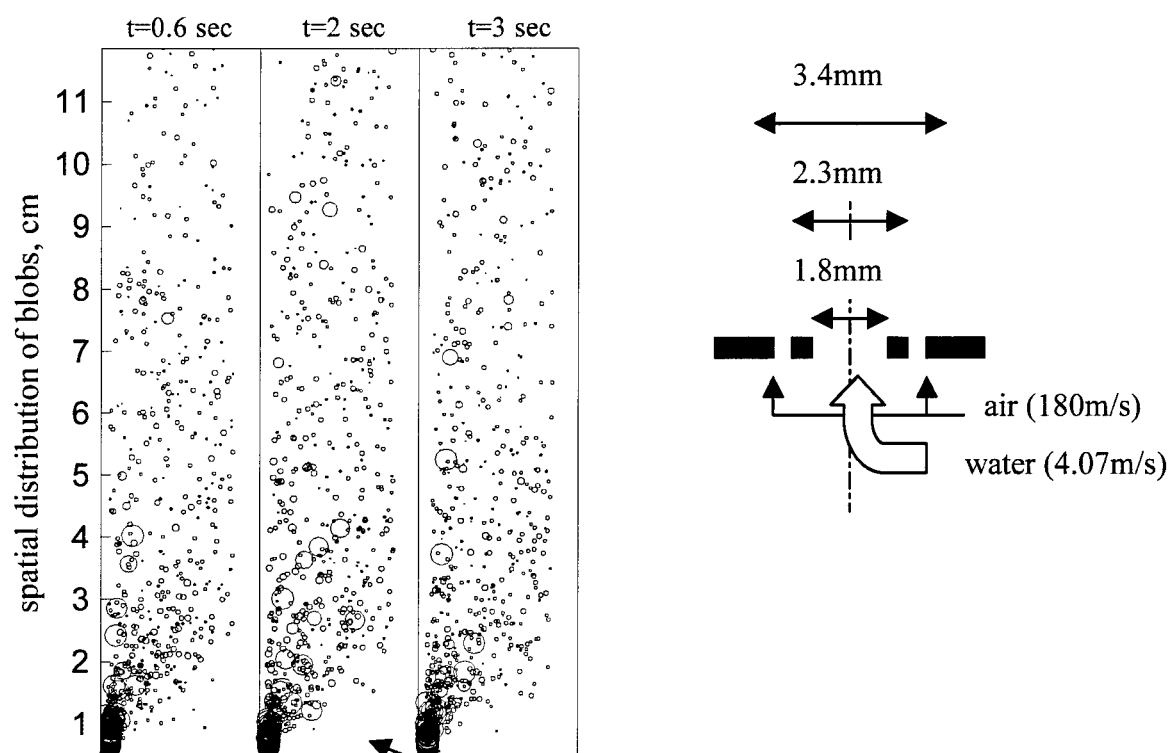 t=0.6 sec
t=2 sec
t=3 sec
spatial distribution of blobs, cm
11
10
9
8
7
6
5
4
3
2
1
3.4mm
2.3mm
1.8mm
air (180m/s)
water (4.07m/s)